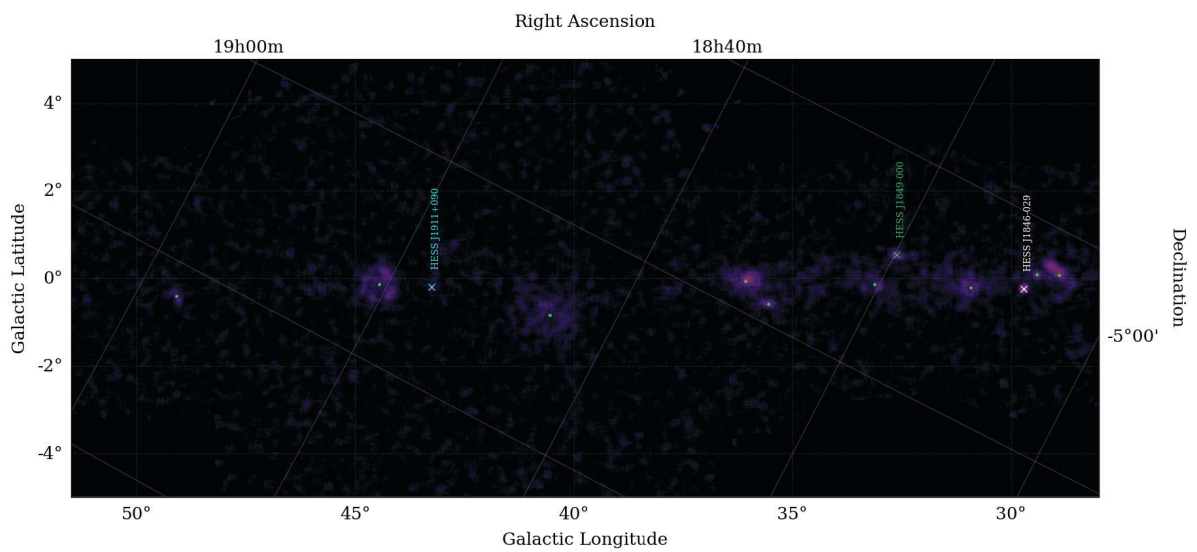 Right Ascension
19h00m 18h40m
4°
2°
0°
-2°
-4°
Galactic Latitude
HESS J1911+090
HESS J1849-000
HESS J1846-029
Declination
-5°00'
50° 45° 40° 35° 30°
Galactic Longitude